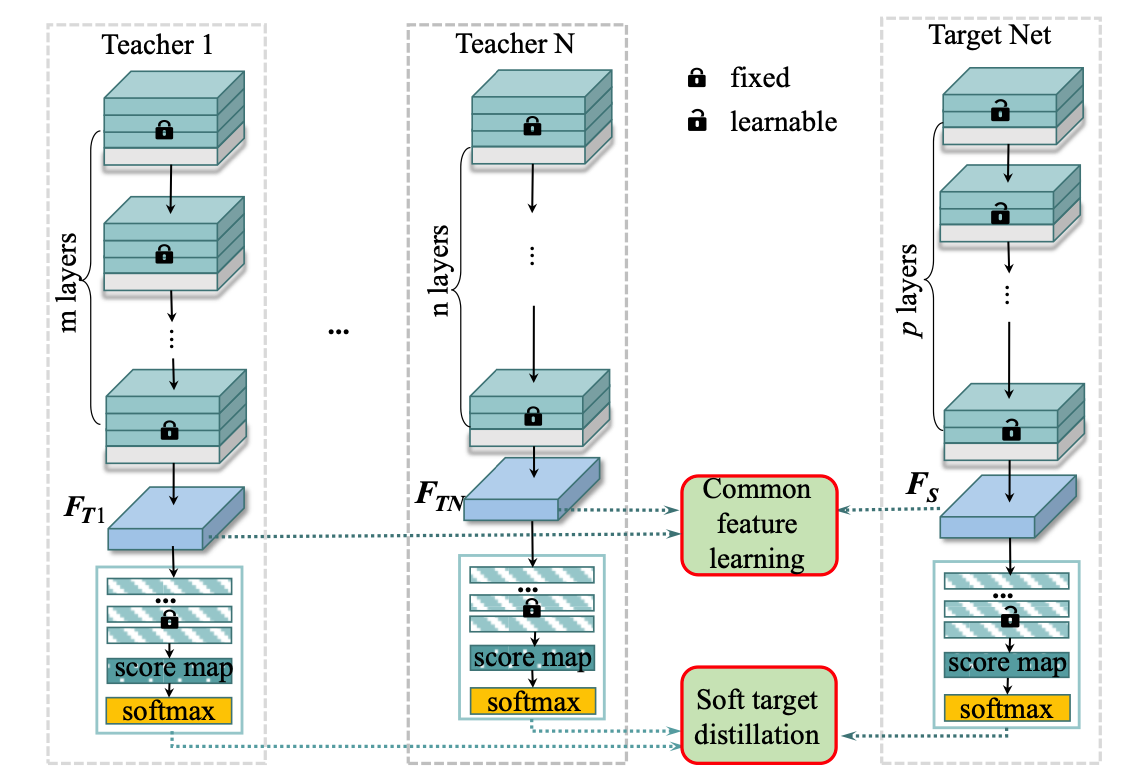 Teacher 1
Teacher N
Target Net
fixed
learnable
m layers
n layers
p layers
...
F_{T1}
F_{TN}
F_S
Common
feature
learning
...
score map
softmax
...
score map
softmax
...
score map
softmax
Soft target
distillation